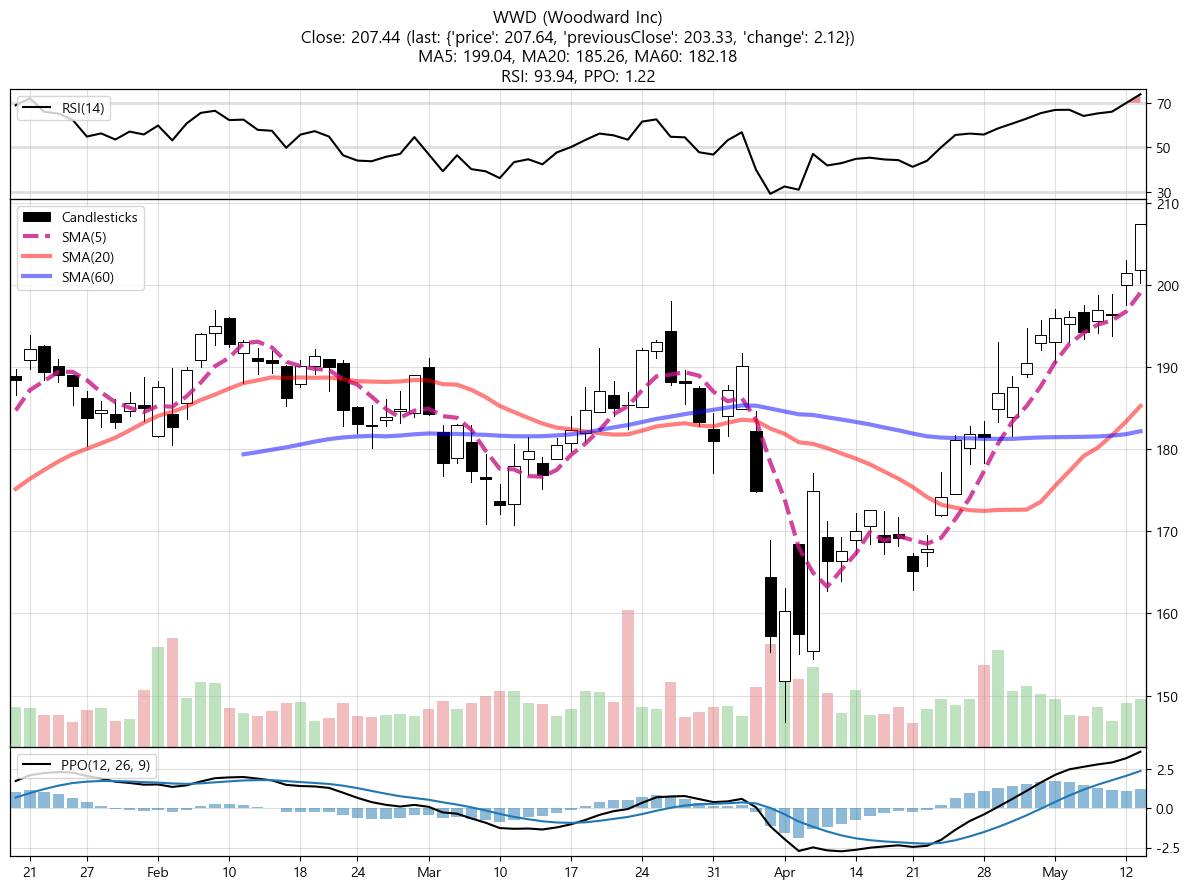 WWD (Woodward Inc)
Close: 207.44 (last: {'price': 207.64, 'previousClose': 203.33, 'change': 2.12})
MA5: 199.04, MA20: 185.26, MA60: 182.18
RSI: 93.94, PPO: 1.22
RSI(14)
70
50
30
Candlesticks
SMA(5)
SMA(20)
SMA(60)
210
200
190
180
170
160
150
PPO(12, 26, 9)
2.5
0.0
−2.5
21 27 Feb 10 18 24 Mar 10 17 24 31 Apr 14 21 28 May 12